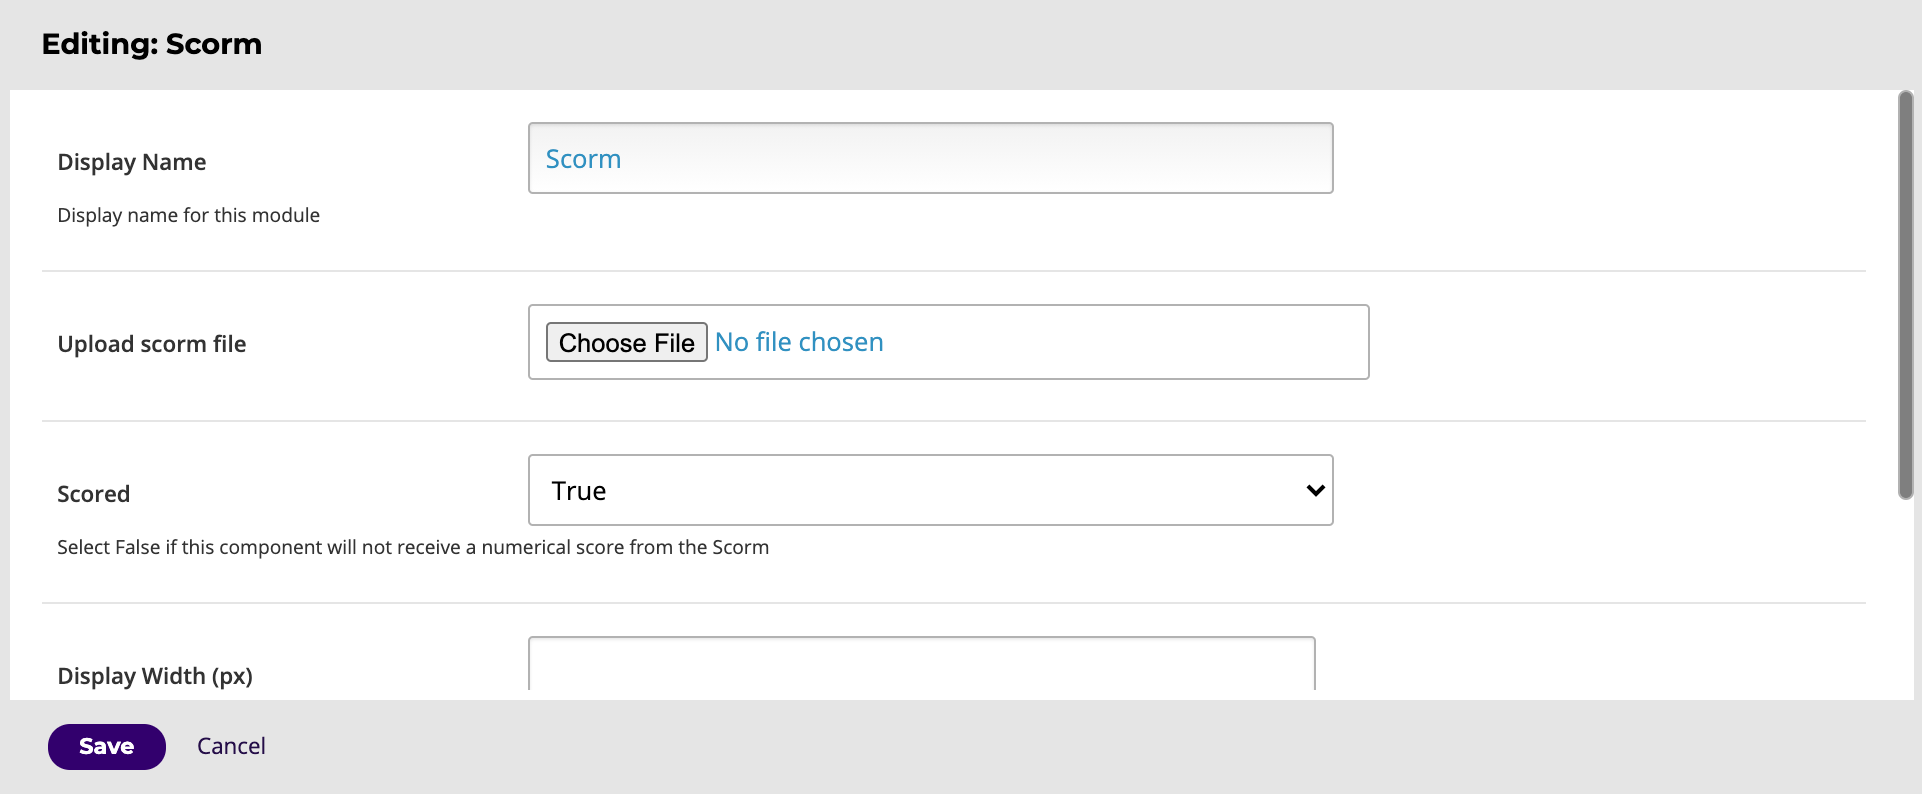 Editing: Scorm
Display Name
Scorm
Display name for this module
Upload scorm file
Choose File No file chosen
Scored
True
Select False if this component will not receive a numerical score from the Scorm
Display Width (px)
Save
Cancel